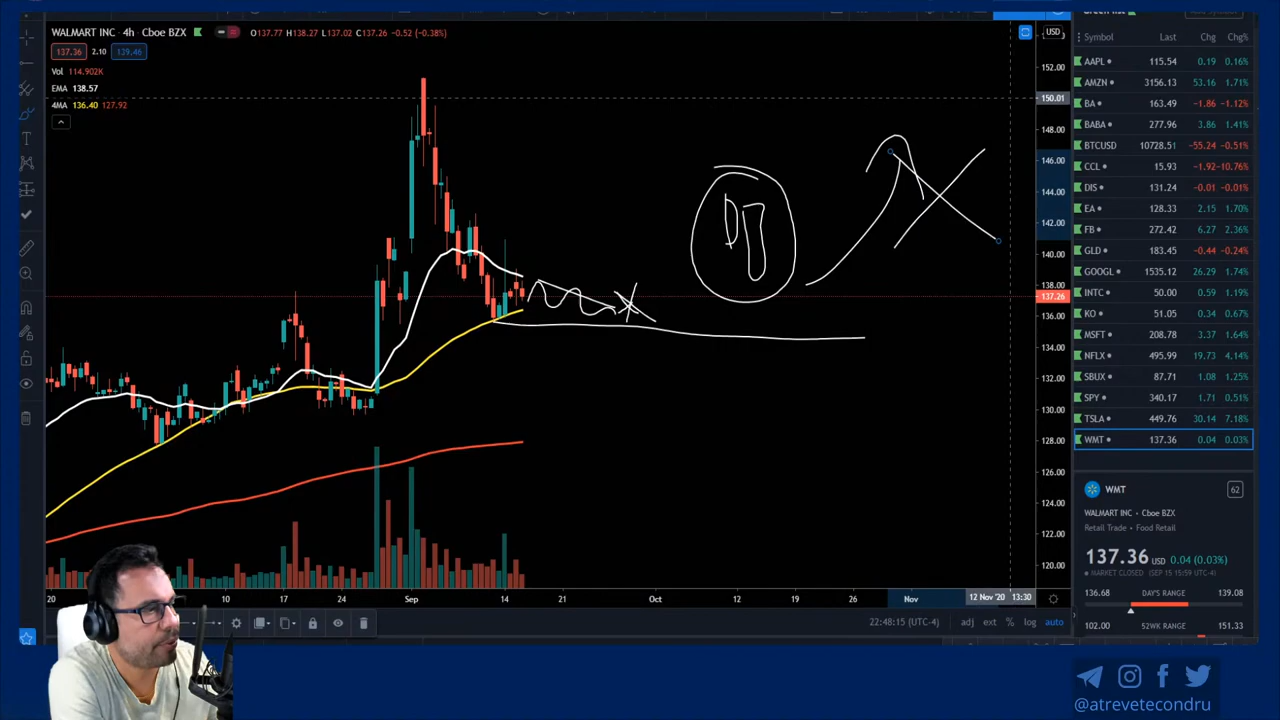 WALMART INC · 4h · Cboe BZX O137.77 H138.27 L137.02 C137.26 -0.52 (-0.38%)
137.36 2.10 139.46
Vol 114.902K
EMA 138.57
4MA 136.40 127.92
USD
152.00
150.01
148.00
146.00
144.00
142.00
140.00
138.00
137.26
136.00
134.00
132.00
130.00
128.00
126.00
124.00
122.00
120.00
20 10 24 Sep 14 21 Oct 12 19 26 Nov 12 Nov '20 13:30
22:48:15 (UTC-4) adj ext % log auto
Symbol Last Chg Chg%
AAPL 115.54 0.19 0.16%
AMZN 3156.13 53.16 1.71%
BA 163.49 -1.86 -1.12%
BABA 277.96 3.86 1.41%
BTCUSD 10728.51 -55.24 -0.51%
CCL 15.93 -1.92 -10.76%
DIS 131.24 -0.01 -0.01%
EA 128.33 2.15 1.70%
FB 272.42 6.27 2.36%
GLD 183.45 -0.44 -0.24%
GOOGL 1535.12 26.29 1.74%
INTC 50.00 0.59 1.19%
KO 51.05 0.34 0.67%
MSFT 208.78 3.37 1.64%
NFLX 495.99 19.73 4.14%
SBUX 87.71 1.08 1.25%
SPY 340.17 1.71 0.51%
TSLA 449.76 30.14 7.18%
WMT 137.36 0.04 0.03%
WMT 62
WALMART INC · Cboe BZX
Retail Trade · Food Retail
137.36 USD 0.04 (0.03%)
MARKET CLOSED (SEP 15 15:59 UTC-4)
136.68 DAY'S RANGE 139.08
102.00 52WK RANGE 151.33
@atrevetecondru